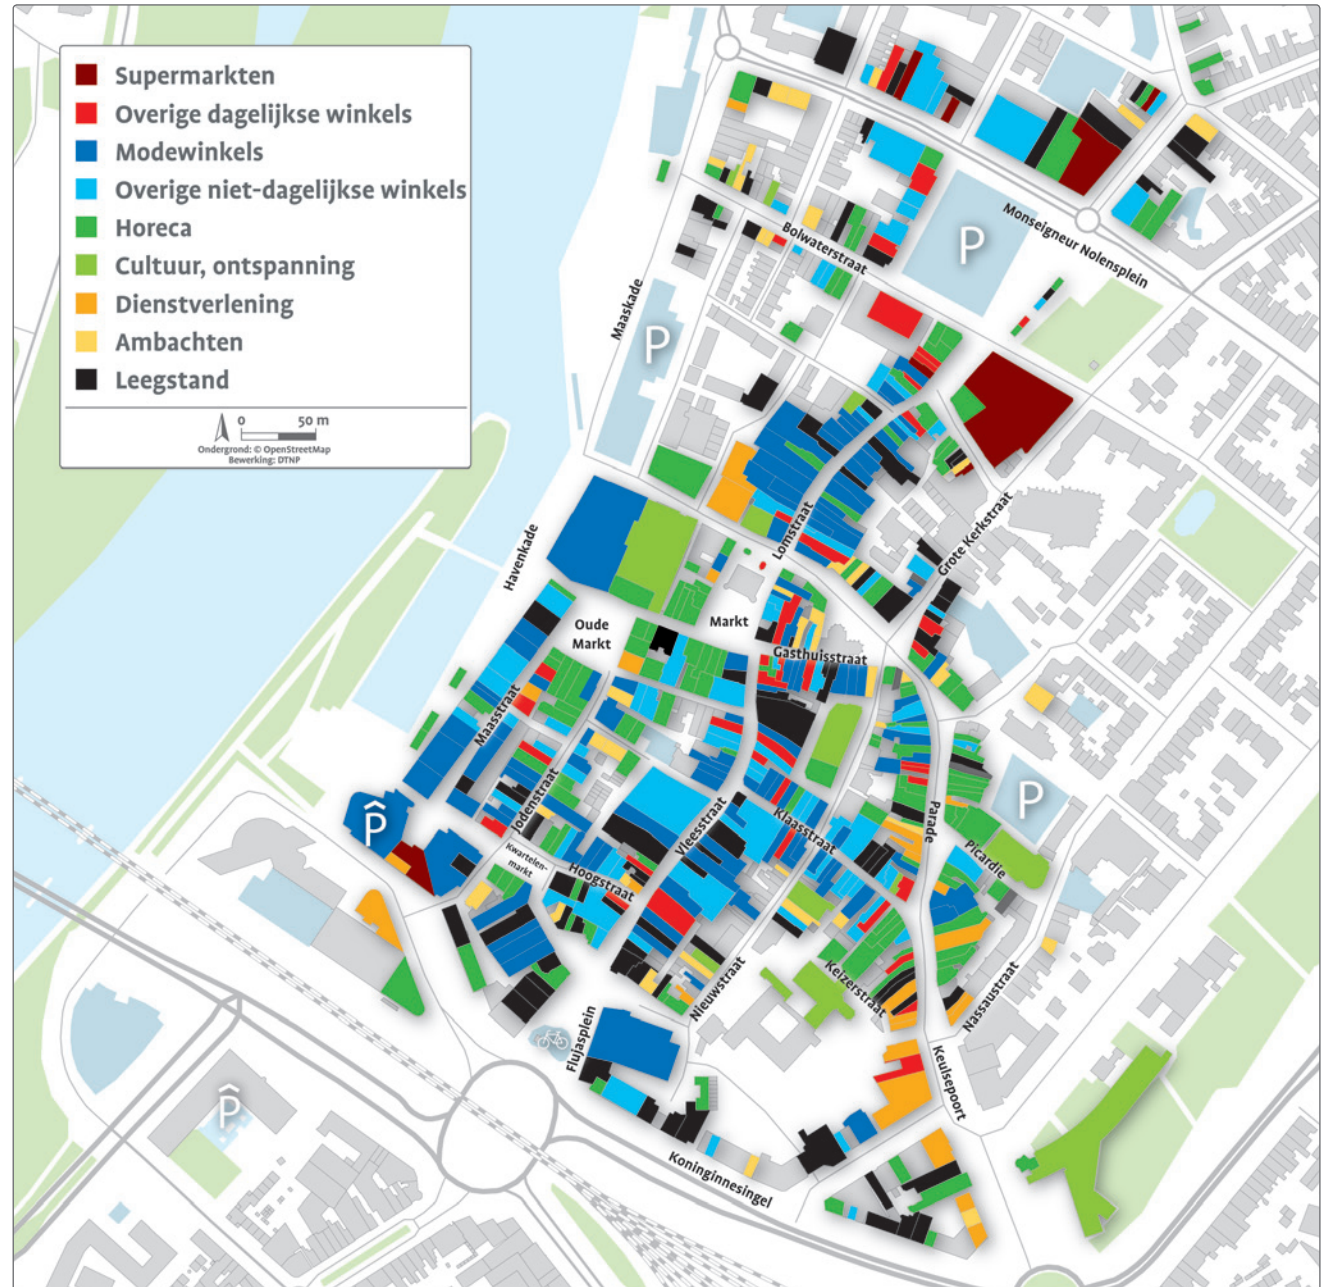 Supermarkten
Overige dagelijkse winkels
Modewinkels
Overige niet-dagelijkse winkels
Horeca
Cultuur, ontspanning
Dienstverlening
Ambachten
Leegstand
0 50 m
Ondergrond: © OpenStreetMap
Bewerking: DTNP
P
Monseigneur Nolensplein
Bolwaterstraat
Maaskade
P
Lomstraat
Grote Kerkstraat
Havenkade
Oude
Markt
Markt
Gasthuisstraat
Maasstraat
Jodenstraat
P
P
Vleesstraat
Klaasstraat
Parade
Picardie
Kwartelen-
markt
Hoogstraat
Keizerstraat
Nieuwstraat
Nassaustraat
Flujasplein
Keulsepoort
P
Koninginnesingel